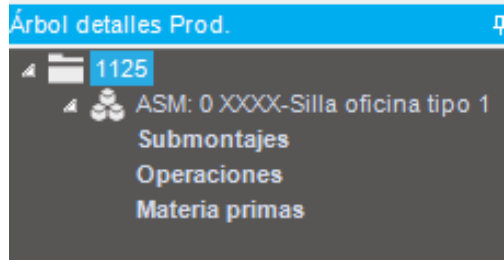 Árbol detalles Prod.
1125
ASM: 0 XXXX-Silla oficina tipo 1
Submontajes
Operaciones
Materia primas